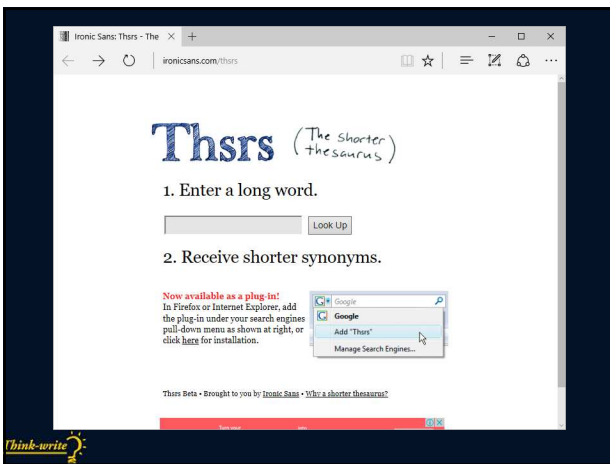 Ironic Sans: Thsrs - The
ironicsans.com/thsrs
Thsrs (The shorter
thesaurus)
1. Enter a long word.
Look Up
2. Receive shorter synonyms.
Now available as a plug-in!
In Firefox or Internet Explorer, add
the plug-in under your search engines
pull-down menu as shown at right, or
click here for installation.
Google
Google
Add "Thsrs"
Manage Search Engines...
Thsrs Beta • Brought to you by Ironic Sans • Why a shorter thesaurus?
Think-write